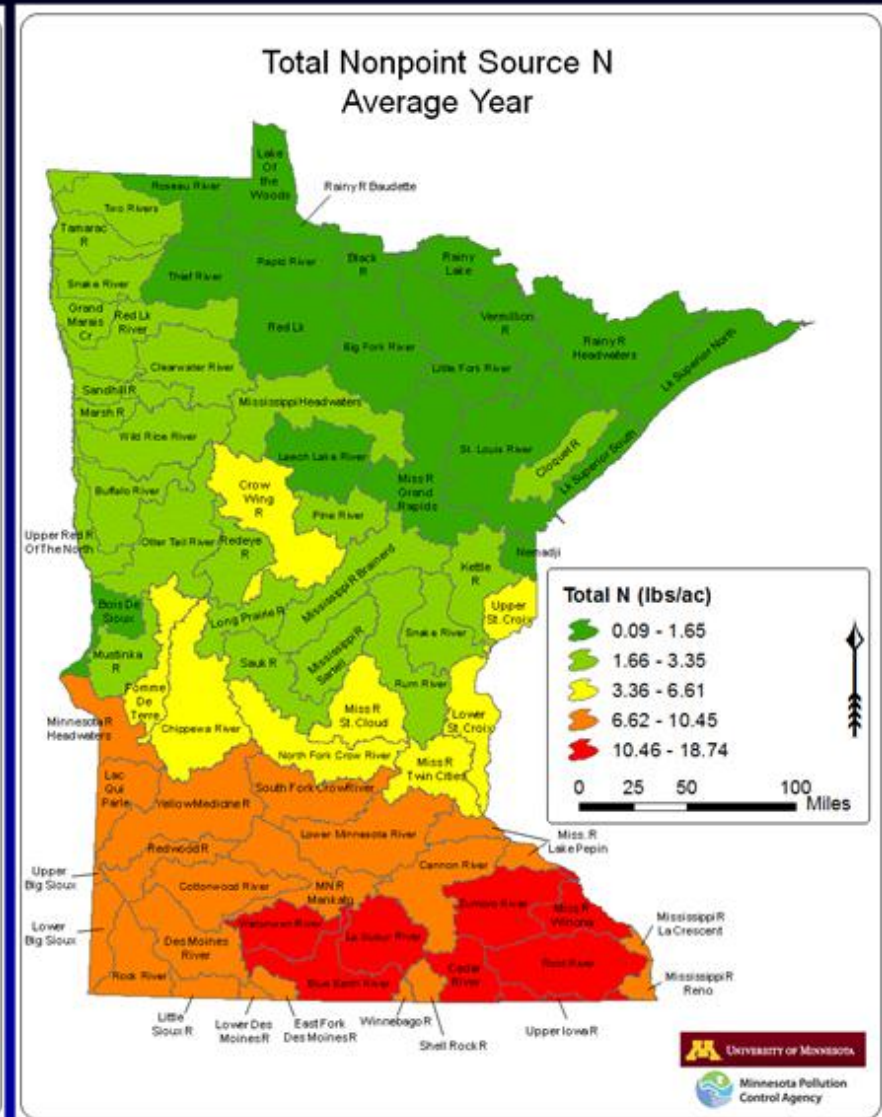 Total Nonpoint Source N
Average Year
Lake
Of
the
Woods
Roseau River
Rainy R Baudette
Two Rivers
Tamarac
R
Thief River
Rapid River
Black
R
Rainy
Lake
Snake River
Grand
Marais
Cr
Red Lk
River
Red Lk
Big Fork River
Vermillion
R
Rainy R
Headwaters
Lk Superior North
Clearwater River
Little Fork River
Sandhill R
Marsh R
Mississippi Headwaters
Wild Rice River
Leech Lake River
St. Louis River
Cloquet R
Lk Superior South
Miss R
Grand
Rapids
Crow
Wing
R
Buffalo River
Pine River
Upper Red R
Of The North
Otter Tail River
Redeye
R
Mississippi R Brainerd
Kettle
R
Nemadji
Bois De
Sioux
Long Prairie R
Upper
St. Croix
Mustinka
R
Sauk R
Mississippi R
Sartell
Snake River
Rum River
Pomme
De
Terre
Chippewa River
Miss R
St. Cloud
Lower
St. Croix
Minnesota R
Headwaters
North Fork Crow River
Miss R
Twin Cities
Lac
Qui
Parle
Yellow Medicine R
South Fork Crow River
Lower Minnesota River
Redwood R
Miss. R
Lake Pepin
Cannon River
Upper
Big Sioux
Cottonwood River
MN R
Mankato
Zumbro River
Miss R
Winona
Mississippi R
La Crescent
Lower
Big Sioux
Des Moines
River
Watonwan River
Le Sueur River
Rock River
Blue Earth River
Cedar
River
Root River
Mississippi R
Reno
Little
Sioux R
Lower Des
Moines R
East Fork
Des Moines R
Winnebago R
Shell Rock R
Upper Iowa R
Total N (lbs/ac)
0.09 - 1.65
1.66 - 3.35
3.36 - 6.61
6.62 - 10.45
10.46 - 18.74
0 25 50 100
Miles
M UNIVERSITY OF MINNESOTA
Minnesota Pollution
Control Agency